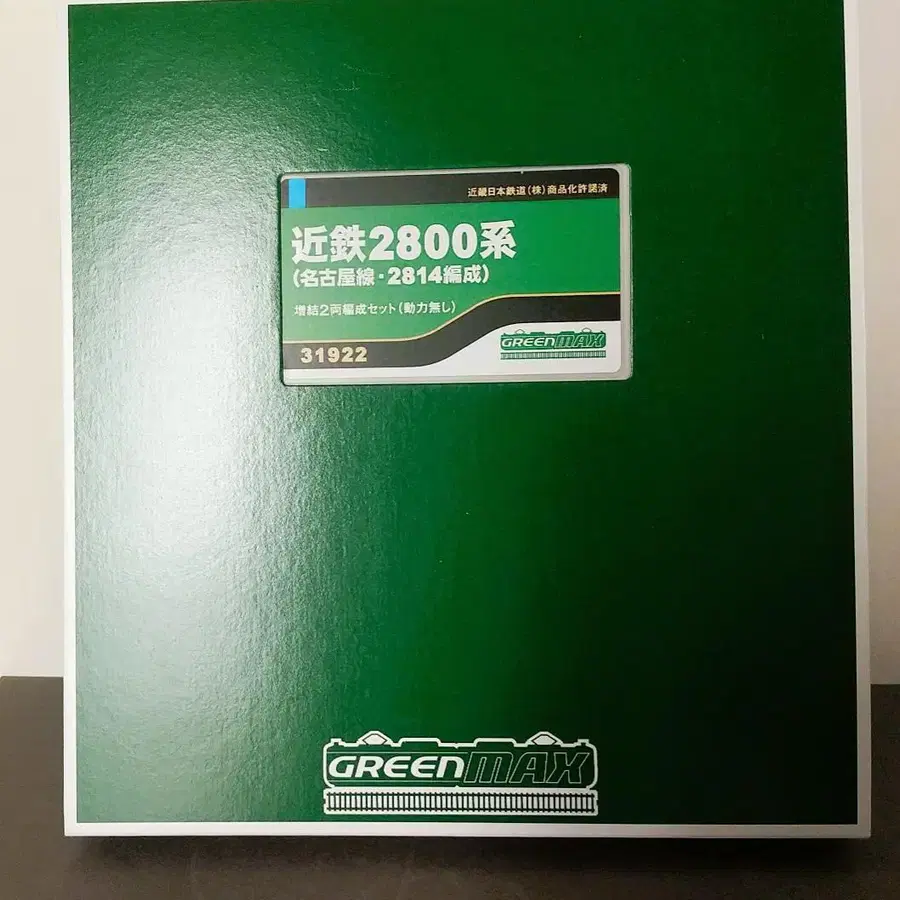 近畿日本鉄道(株)商品化許諾済
近鉄2800系
(名古屋線・2814編成)
増結2両編成セット(動力無し)
31922
GREENMAX
GREENMAX